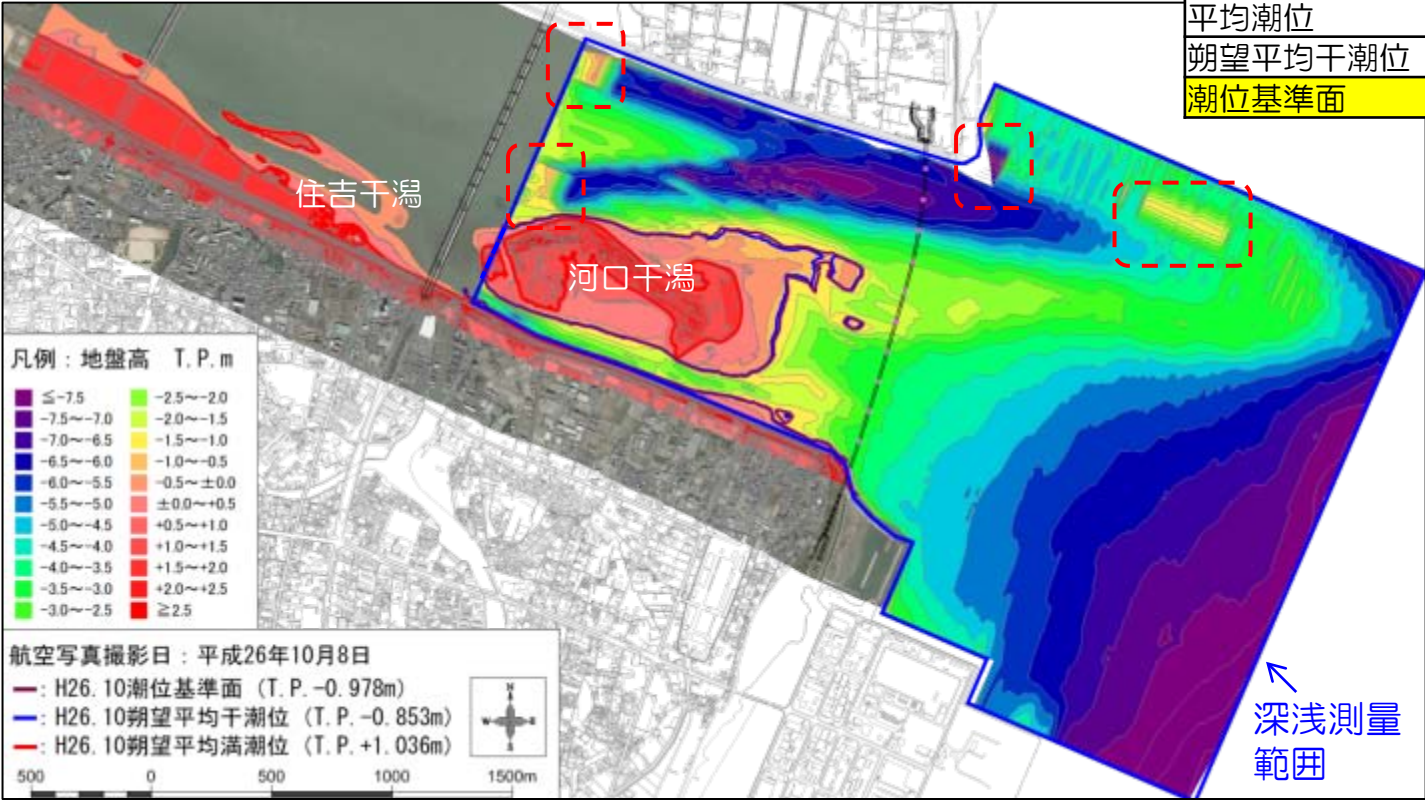 平均潮位
朔望平均干潮位
潮位基準面
住吉干潟
河口干潟
凡例：地盤高 T.P.m
≦-7.5
-7.5～-7.0
-7.0～-6.5
-6.5～-6.0
-6.0～-5.5
-5.5～-5.0
-5.0～-4.5
-4.5～-4.0
-4.0～-3.5
-3.5～-3.0
-3.0～-2.5
-2.5～-2.0
-2.0～-1.5
-1.5～-1.0
-1.0～-0.5
-0.5～±0.0
±0.0～+0.5
+0.5～+1.0
+1.0～+1.5
+1.5～+2.0
+2.0～+2.5
≧2.5
航空写真撮影日：平成26年10月8日
：H26.10潮位基準面（T.P.-0.978m）
：H26.10朔望平均干潮位（T.P.-0.853m）
：H26.10朔望平均満潮位（T.P.+1.036m）
N
W E
S
500 0 500 1000 1500m
深浅測量
範囲